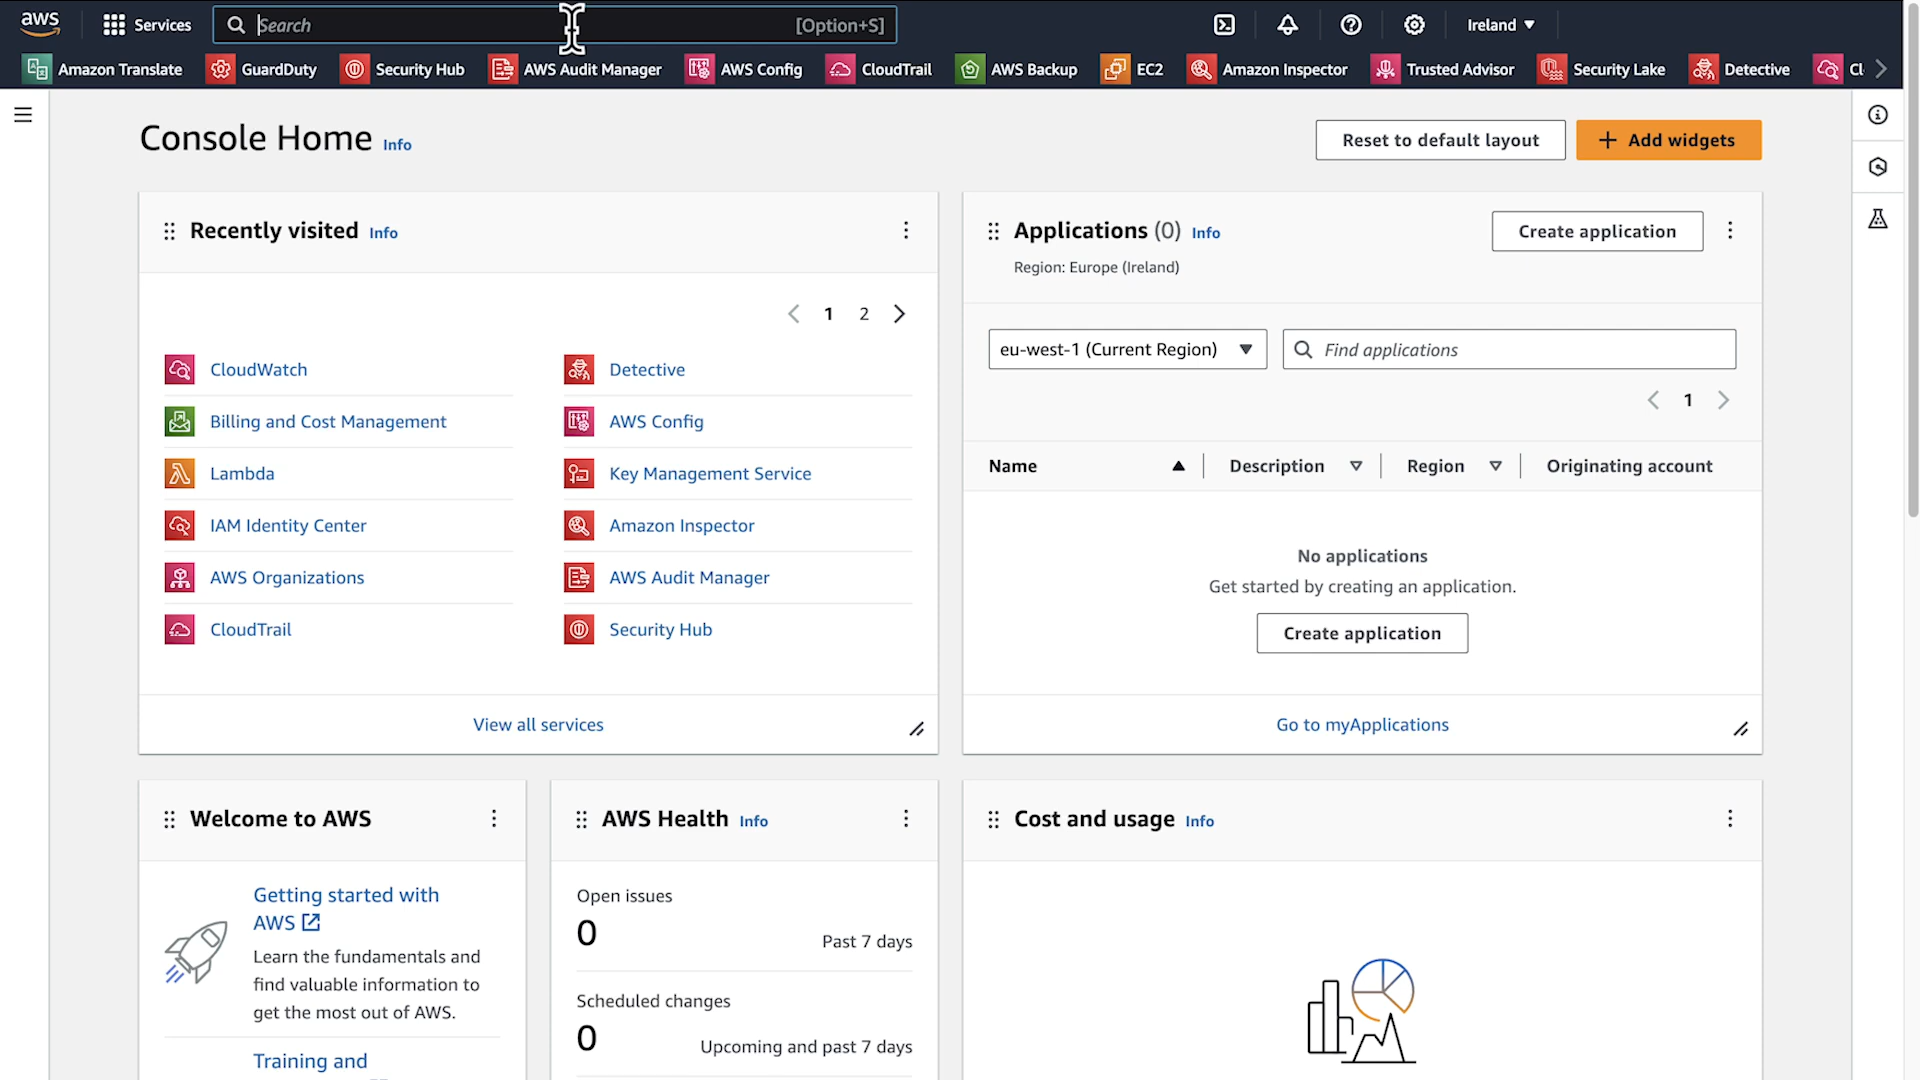 aws
Services
Search
[Option+S]
Ireland ▼
Amazon Translate
GuardDuty
Security Hub
AWS Audit Manager
AWS Config
CloudTrail
AWS Backup
EC2
Amazon Inspector
Trusted Advisor
Security Lake
Detective
Console Home Info
Reset to default layout
+ Add widgets
Recently visited Info
1 2
CloudWatch
Billing and Cost Management
Lambda
IAM Identity Center
AWS Organizations
CloudTrail
Detective
AWS Config
Key Management Service
Amazon Inspector
AWS Audit Manager
Security Hub
View all services
Applications (0) Info
Region: Europe (Ireland)
Create application
eu-west-1 (Current Region)
Find applications
1
Name
Description
Region
Originating account
No applications
Get started by creating an application.
Create application
Go to myApplications
Welcome to AWS
Getting started with
AWS
Learn the fundamentals and
find valuable information to
get the most out of AWS.
Training and
AWS Health Info
Open issues
0
Past 7 days
Scheduled changes
0
Upcoming and past 7 days
Cost and usage Info